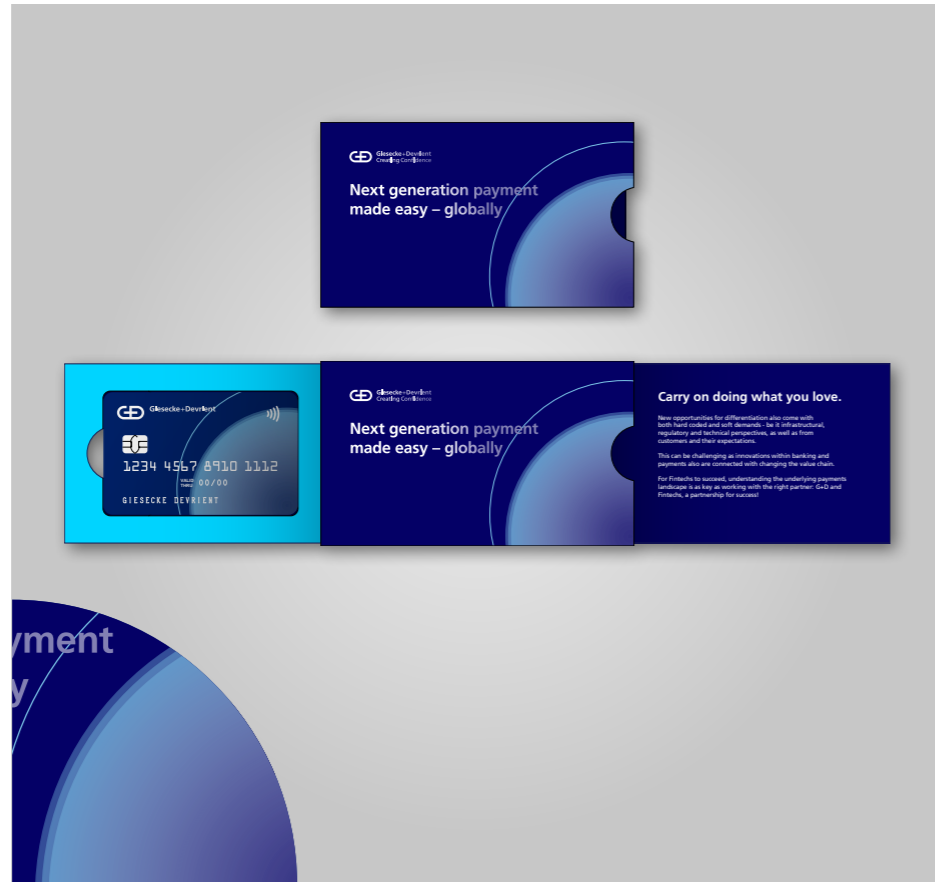 G+D Giesecke+Devrient
Creating Confidence
Next generation payment
made easy – globally
G+D Giesecke+Devrient
1234 4567 8910 1112
VALID
THRU 00/00
GIESECKE DEVRIENT
G+D Giesecke+Devrient
Creating Confidence
Next generation payment
made easy – globally
Carry on doing what you love.
New opportunities for differentiation also come with
both hard coded and soft demands - be it infrastructural,
regulatory and technical perspectives, as well as from
customers and their expectations.
This can be challenging as innovations within banking and
payments also are connected with changing the value chain.
For Fintechs to succeed, understanding the underlying payments
landscape is as key as working with the right partner: G+D and
Fintechs, a partnership for success!
yment
y